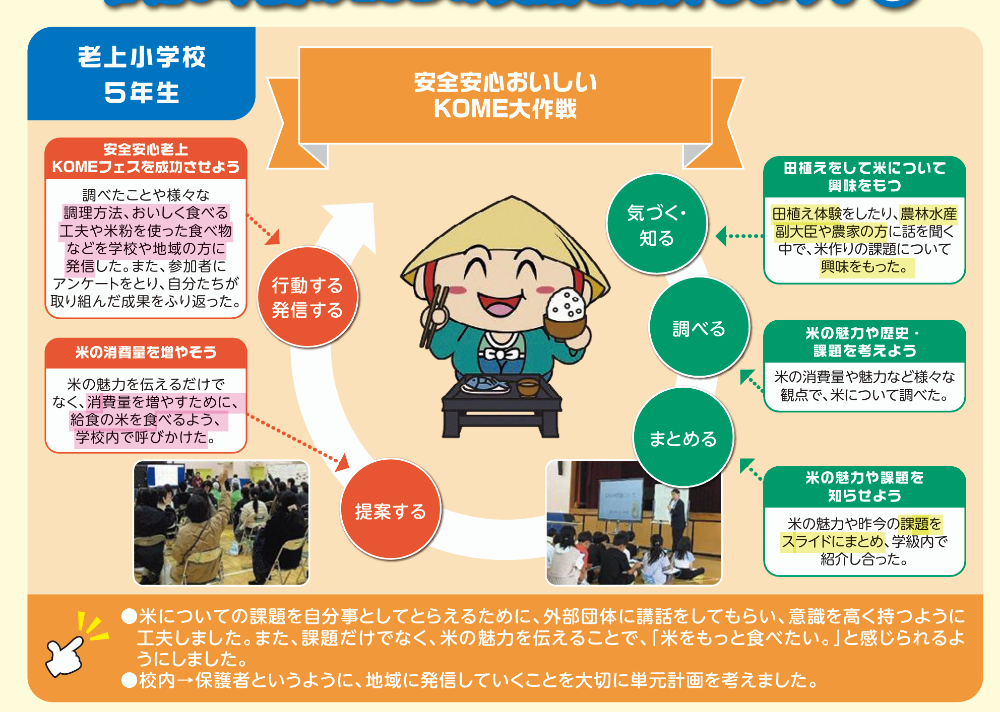 老上小学校
5年生
安全安心おいしい
KOME大作戦
安全安心老上
KOMEフェスを成功させよう
調べたことや様々な
調理方法、おいしく食べる
工夫や米粉を使った食べ物
などを学校や地域の方に
発信した。また、参加者に
アンケートをとり、自分たちが
取り組んだ成果をふり返った。
米の消費量を増やそう
米の魅力を伝えるだけで
なく、消費量を増やすために、
給食の米を食べるよう、
学校内で呼びかけた。
行動する
発信する
提案する
気づく・
知る
調べる
まとめる
田植えをして米について
興味をもつ
田植え体験をしたり、農林水産
副大臣や農家の方に話を聞く
中で、米作りの課題について
興味をもった。
米の魅力や歴史・
課題を考えよう
米の消費量や魅力など様々な
観点で、米について調べた。
米の魅力や課題を
知らせよう
米の魅力や昨今の課題を
スライドにまとめ、学級内で
紹介し合った。
●米についての課題を自分事としてとらえるために、外部団体に講話をしてもらい、意識を高く持つように
工夫しました。また、課題だけでなく、米の魅力を伝えることで、「米をもっと食べたい。」と感じられるよ
うにしました。
●校内→保護者というように、地域に発信していくことを大切に単元計画を考えました。